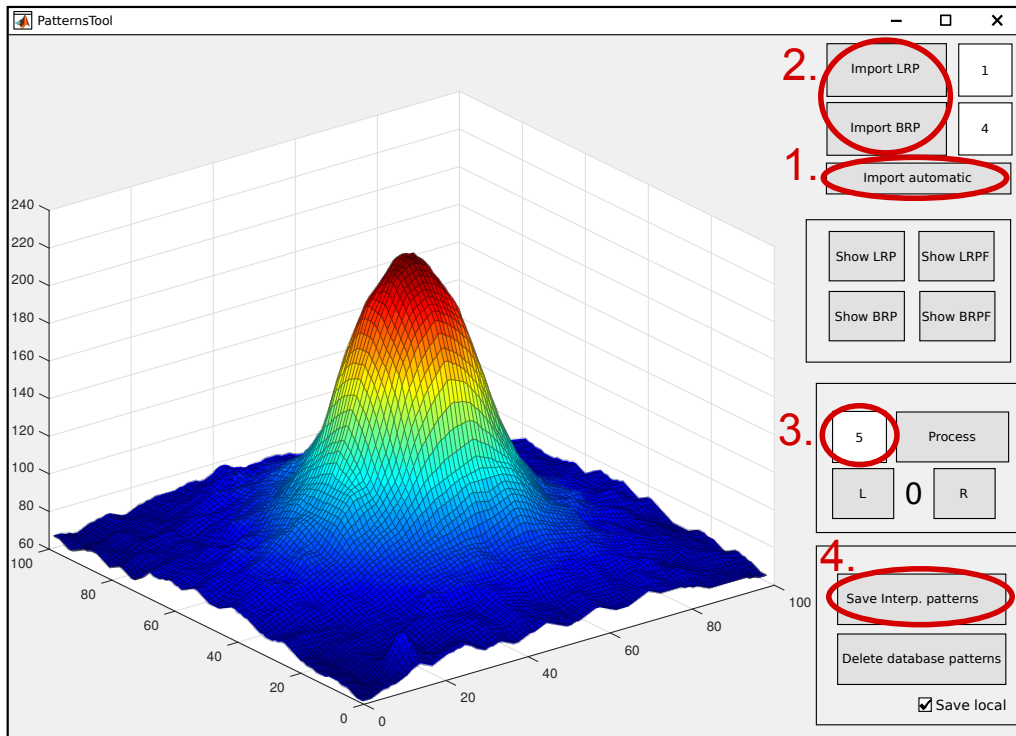 PatternsTool
2.
Import LRP
1
Import BRP
4
1.
Import automatic
Show LRP
Show LRPF
Show BRP
Show BRPF
3.
5
Process
L
0
R
4.
Save Interp. patterns
Delete database patterns
Save local
240
220
200
180
160
140
120
100
80
60
100
80
60
40
20
0
0
20
40
60
80
100